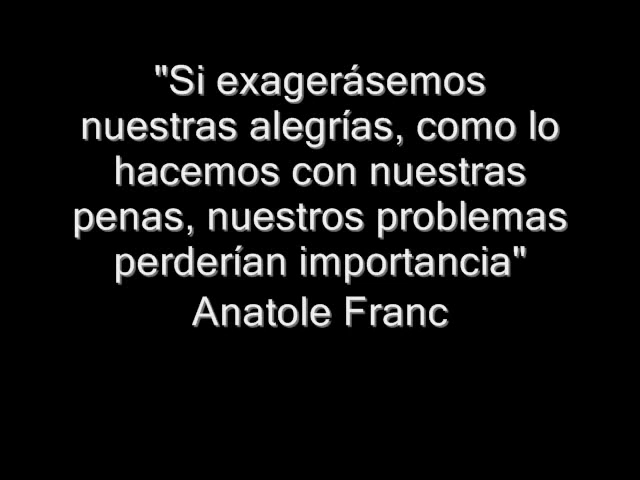 "Si exagerásemos
nuestras alegrías, como lo
hacemos con nuestras
penas, nuestros problemas
perderían importancia"
Anatole Franc